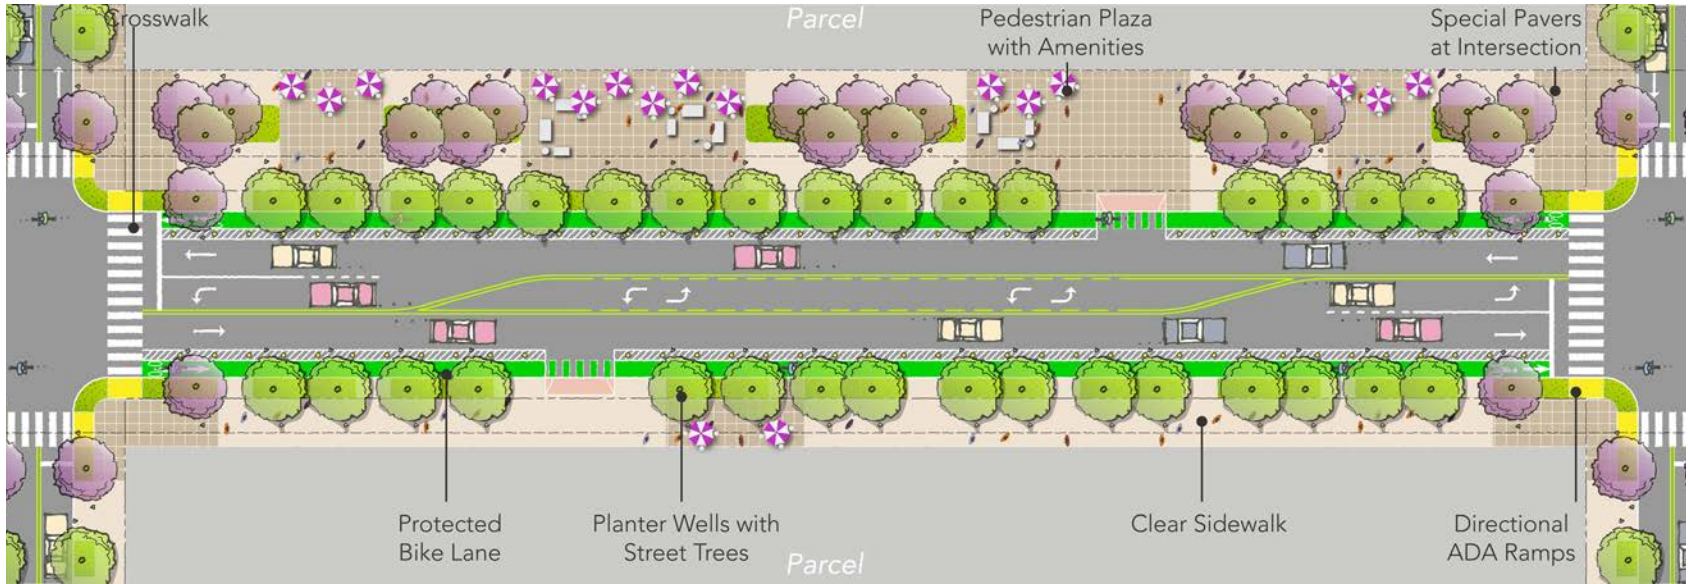 Crosswalk
Parcel
Pedestrian Plaza
with Amenities
Special Pavers
at Intersection
Protected
Bike Lane
Planter Wells with
Street Trees
Parcel
Clear Sidewalk
Directional
ADA Ramps